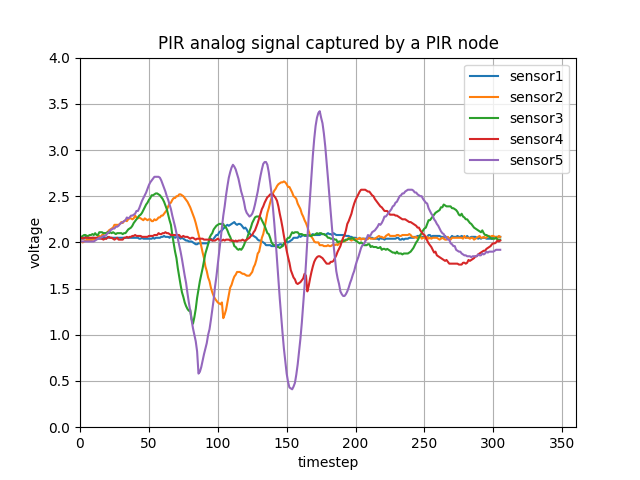 PIR analog signal captured by a PIR node
4.0
3.5
3.0
2.5
2.0
1.5
1.0
0.5
0.0
voltage
sensor1
sensor2
sensor3
sensor4
sensor5
0 50 100 150 200 250 300 350
timestep